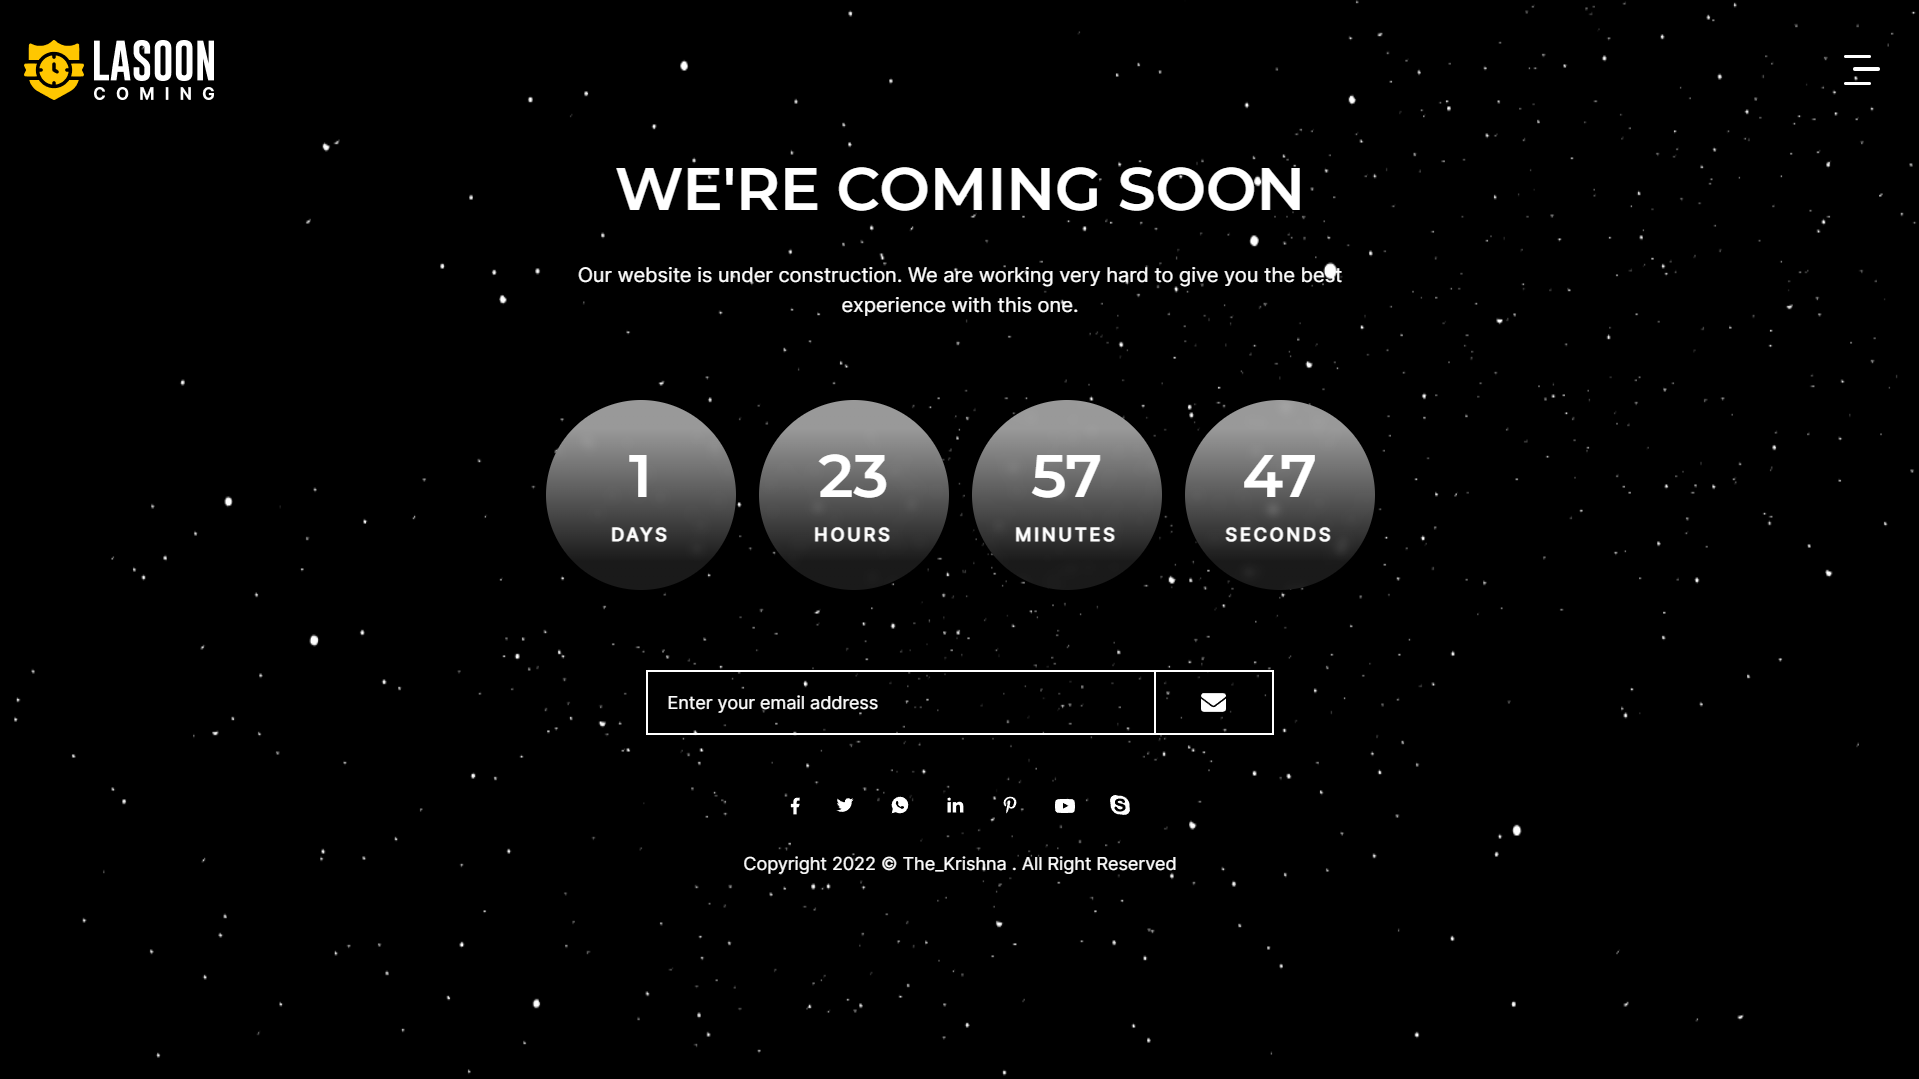 LASOON
COMING
WE'RE COMING SOON
Our website is under construction. We are working very hard to give you the best
experience with this one.
1
DAYS
23
HOURS
57
MINUTES
47
SECONDS
Enter your email address
Copyright 2022 © The_Krishna . All Right Reserved